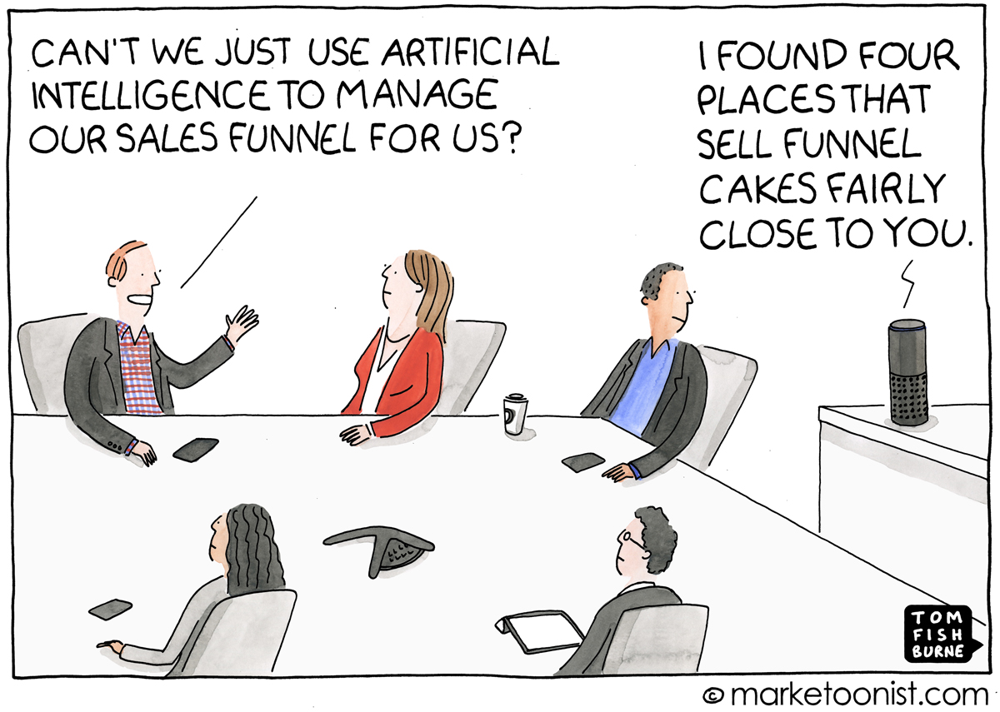 CAN'T WE JUST USE ARTIFICIAL
INTELLIGENCE TO MANAGE
OUR SALES FUNNEL FOR US?
I FOUND FOUR
PLACES THAT
SELL FUNNEL
CAKES FAIRLY
CLOSE TO YOU.
TOM
FISH
BURNE
© marketoonist.com